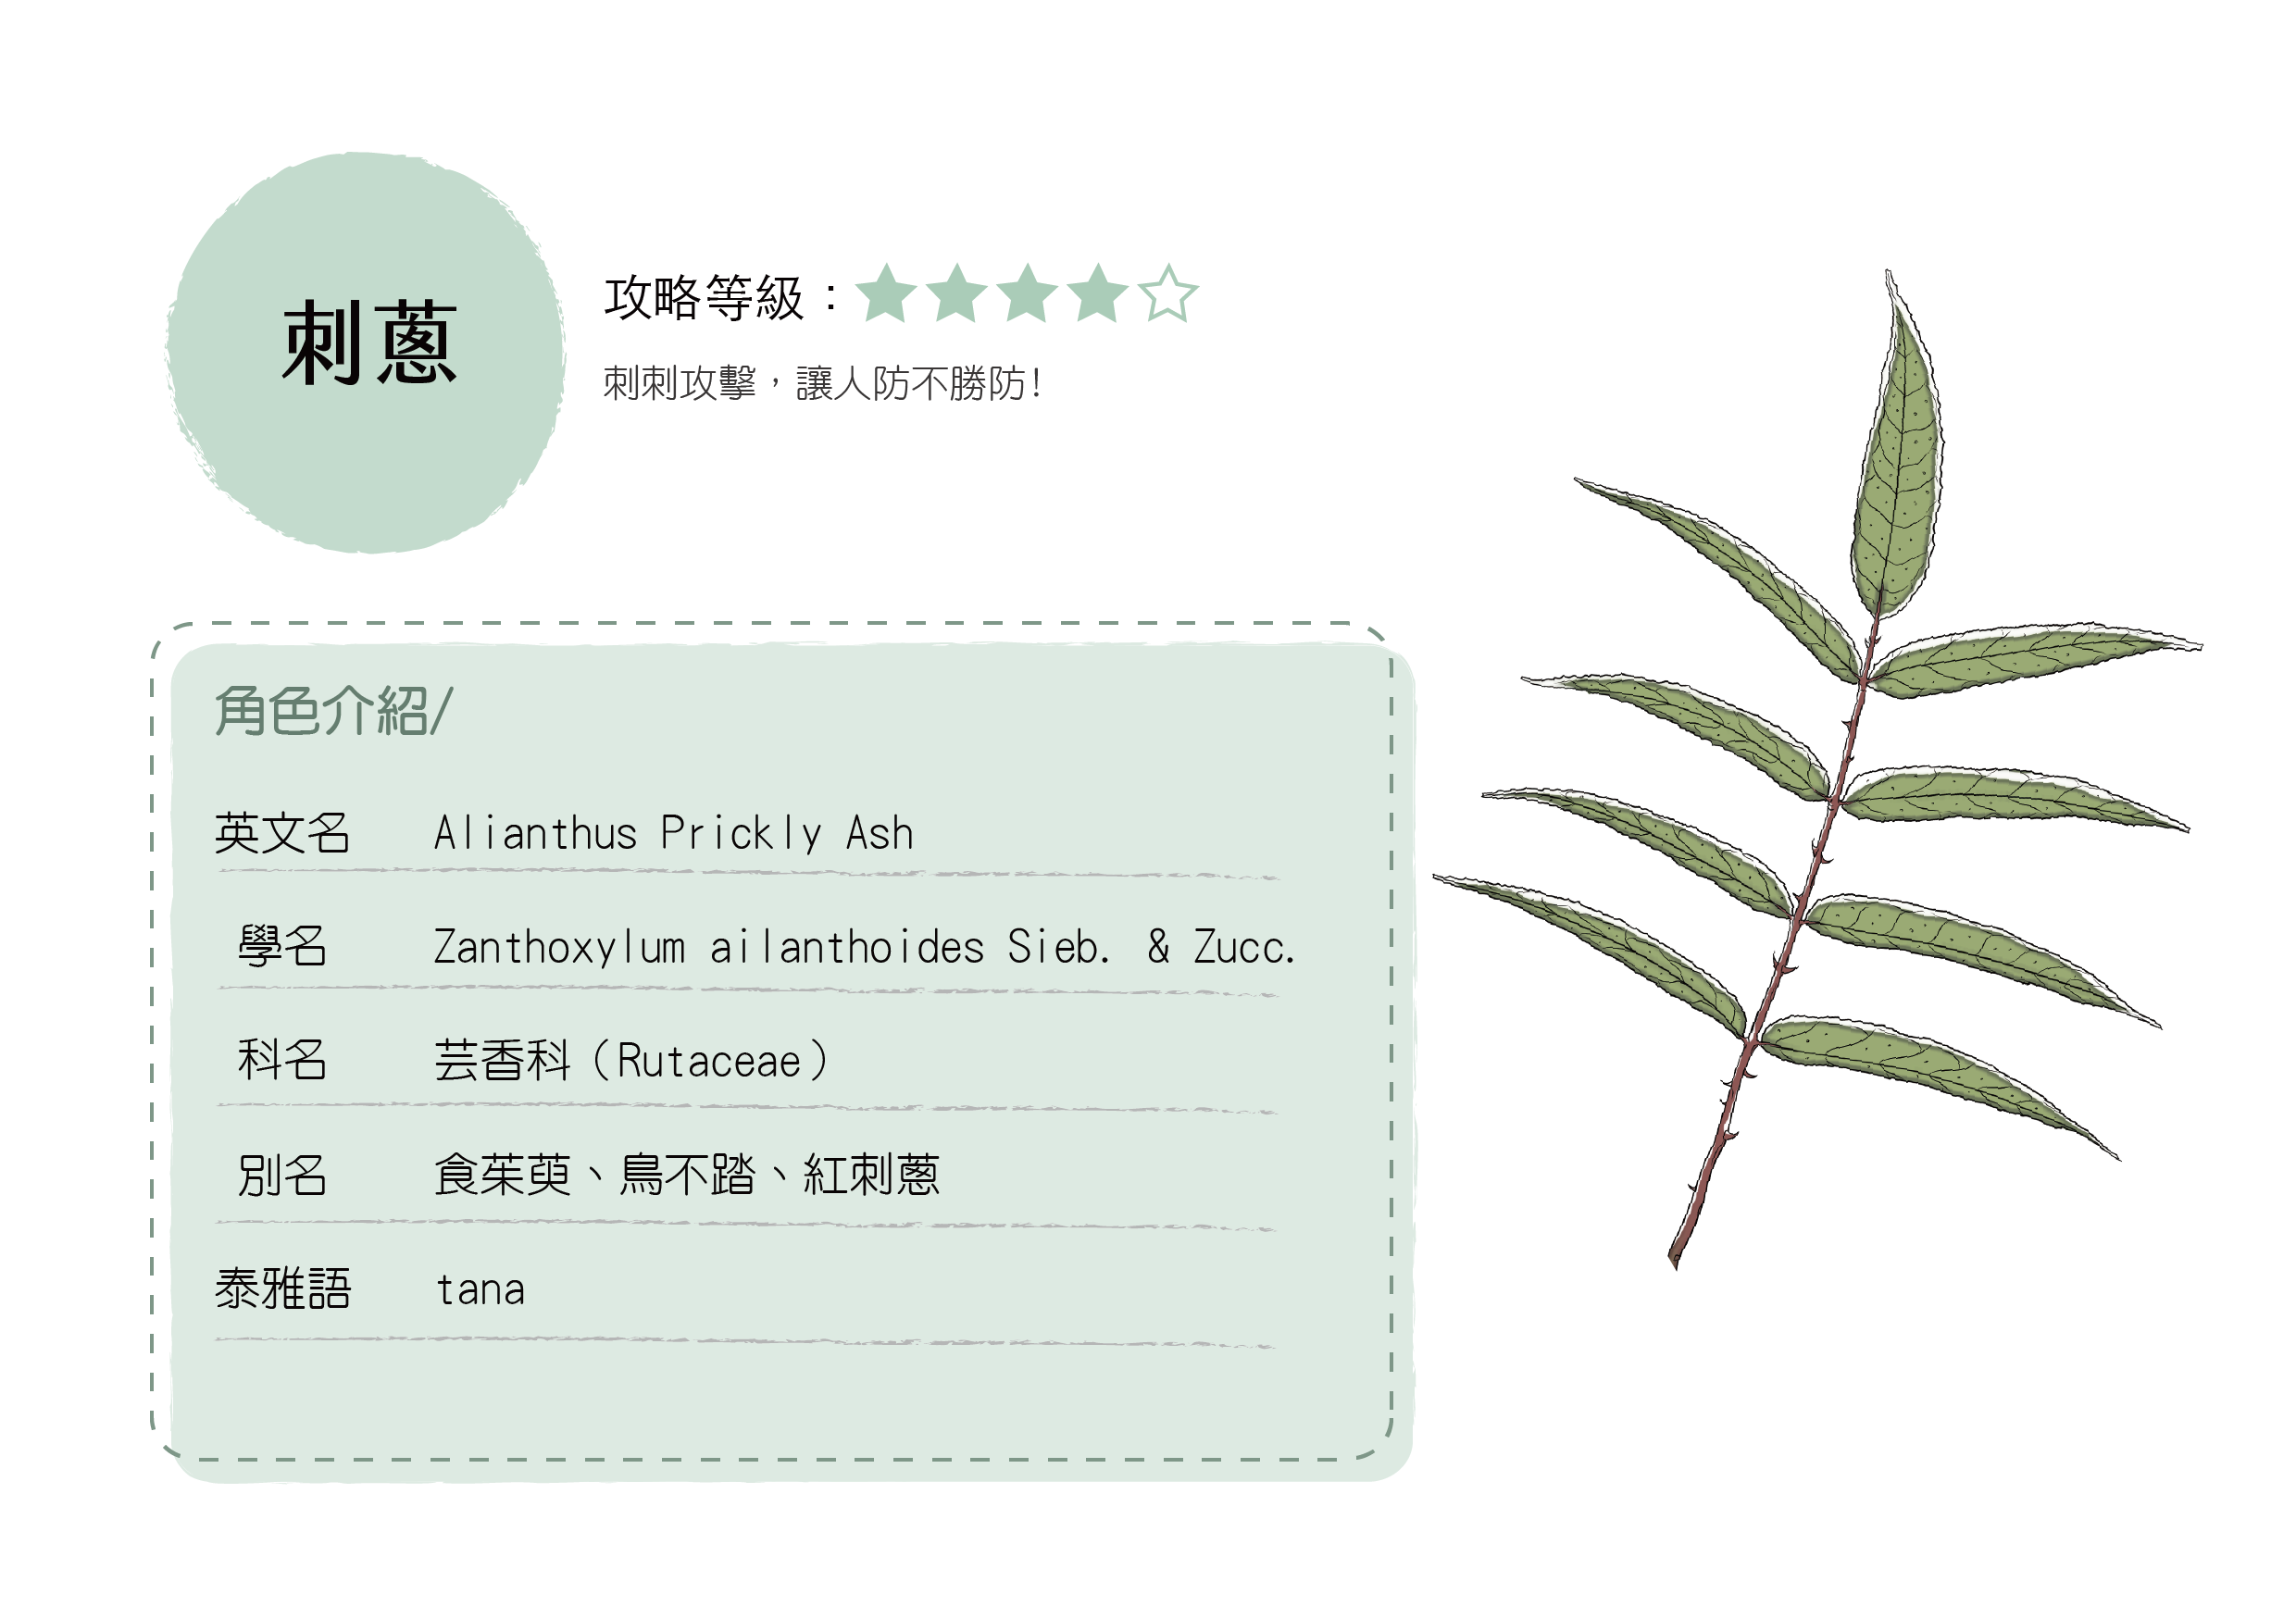 刺蔥
攻略等級：★★★★☆
刺刺攻擊，讓人防不勝防!
角色介紹/
英文名 Alianthus Prickly Ash
學名 Zanthoxylum ailanthoides Sieb. & Zucc.
科名 芸香科（Rutaceae）
別名 食茱萸、鳥不踏、紅刺蔥
泰雅語 tana